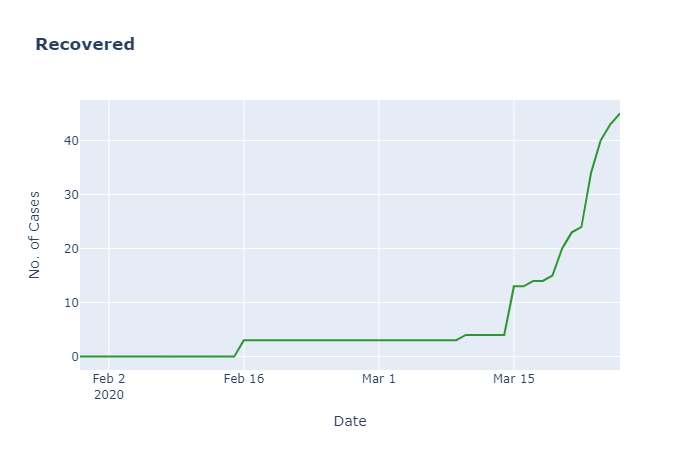 Recovered
No. of Cases
40
30
20
10
0
Feb 2
2020
Feb 16
Mar 1
Mar 15
Date